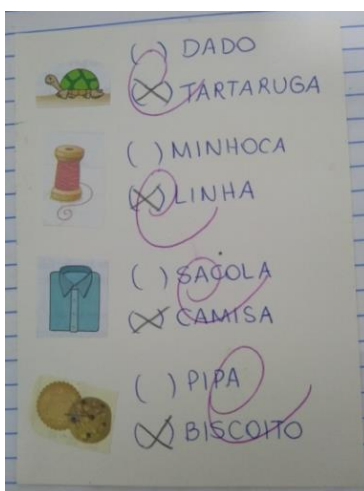 ( ) DADO
(X) TARTARUGA
( ) MINHOCA
(X) LINHA
( ) SACOLA
(X) CAMISA
( ) PIPA
(X) BISCOITO